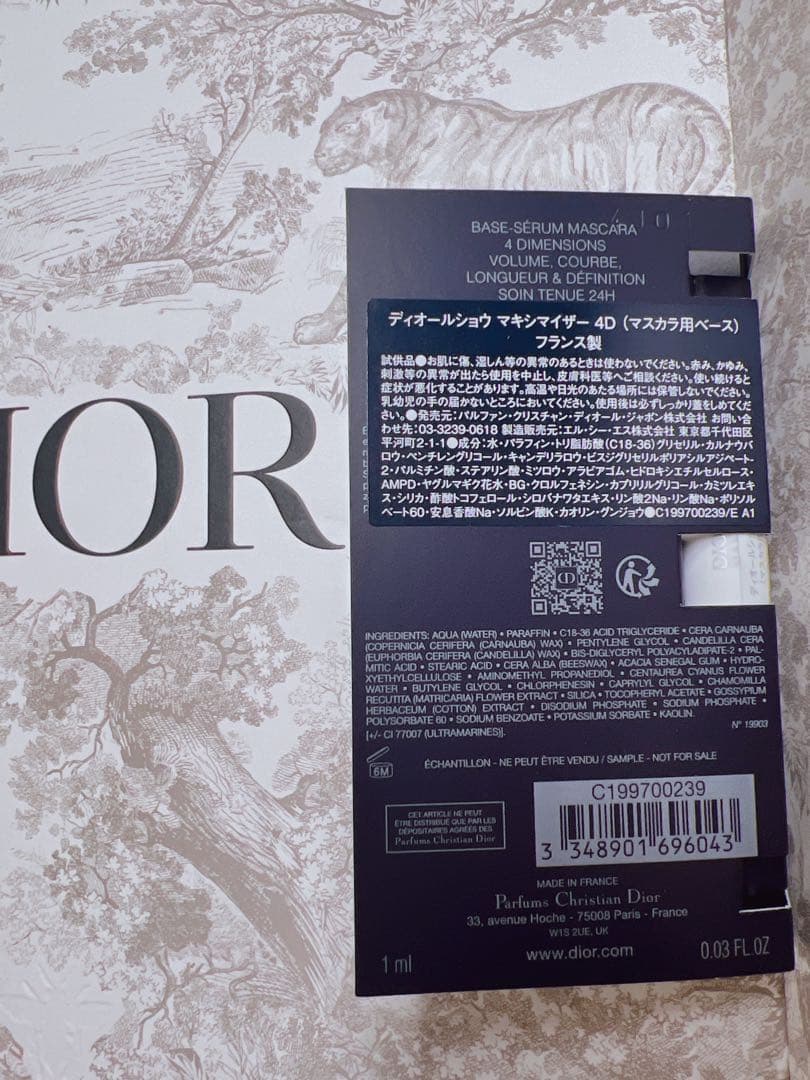 IOR
4J01
BASE-SÉRUM MASCARA
4 DIMENSIONS
VOLUME, COURBE,
LONGUEUR & DÉFINITION
SOIN TENUE 24H
ディオールショウ マキシマイザー 4D (マスカラ用ベース)
フランス製
試供品●お肌に傷、湿しん等の異常のあるときは使わないでください。赤み、かゆみ、
刺激等の異常が出たら使用を中止し、皮膚科医等へご相談ください。使い続けると
症状が悪化することがあります。高温や日光のあたる場所には保管しないでください。
乳幼児の手の届かないところにおいてください。使用後は必ずしっかり蓋をしめてくだ
さい。●発売元:パルファン・クリスチャン・ディオール・ジャポン株式会社 お問い合
わせ先:03-3239-0618 製造販売元:エル・シー・エス株式会社 東京都千代田区
平河町2-1-1●成分:水・パラフィン・トリ脂肪酸(C18-36)グリセリル・カルナウバ
ロウ・ペンチレングリコール・キャンデリラロウ・ビスジグリセリルポリアシルアジペート-
2・パルミチン酸・ステアリン酸・ミツロウ・アラビアゴム・ヒドロキシエチルセルロース・
AMPD・ヤグルマギク花水・BG・クロルフェネシン・カプリリルグリコール・カミツレエキ
ス・シリカ・酢酸トコフェロール・シロバナワタエキス・リン酸2Na・リン酸Na・ポリソル
ベート60・安息香酸Na・ソルビン酸K・カオリン・グンジョウ●C199700239/E A1
INGREDIENTS: AQUA (WATER) • PARAFFIN • C18-36 ACID TRIGLYCERIDE • CERA CARNAUBA
(COPERNICIA CERIFERA (CARNAUBA) WAX) • PENTYLENE GLYCOL • CANDELILLA CERA
(EUPHORBIA CERIFERA (CANDELILLA) WAX) • BIS-DIGLYCERYL POLYACYLADIPATE-2 • PAL-
MITIC ACID • STEARIC ACID • CERA ALBA (BEESWAX) • ACACIA SENEGAL GUM • HYDRO-
XYETHYLCELLULOSE • AMINOMETHYL PROPANEDIOL • CENTAUREA CYANUS FLOWER
WATER • BUTYLENE GLYCOL • CHLORPHENESIN • CAPRYLYL GLYCOL • CHAMOMILLA
RECUTITA (MATRICARIA) FLOWER EXTRACT • SILICA • TOCOPHERYL ACETATE • GOSSYPIUM
HERBACEUM (COTTON) EXTRACT • DISODIUM PHOSPHATE • SODIUM PHOSPHATE •
POLYSORBATE 60 • SODIUM BENZOATE • POTASSIUM SORBATE • KAOLIN.
[+/- CI 77007 (ULTRAMARINES)].
N° 19903
6M
ÉCHANTILLON - NE PEUT ÊTRE VENDU / SAMPLE - NOT FOR SALE
CET ARTICLE NE PEUT
ÊTRE DISTRIBUÉ QUE PAR LES
DÉPOSITAIRES AGRÉÉS DES
Parfums Christian Dior
C199700239
3 348901 696043
MADE IN FRANCE
Parfums Christian Dior
33, avenue Hoche - 75008 Paris - France
W1S 2UE, UK
www.dior.com
1 ml
0.03 FL.OZ